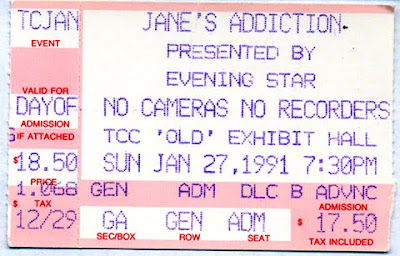 TCJAN
EVENT
VALID FOR
DAYOF
ADMISSION
IF ATTACHED
G
$
18.50
PRICE
1.066
$ TAX
12/29
JANE'S ADDICTION
PRESENTED BY
EVENING STAR
NO CAMERAS NO RECORDERS
TCC 'OLD' EXHIBIT HALL
SUN JAN 27,1991 7:30PM
GEN ADM DLC B ADVNC
GA GEN ADM
SEC/BOX ROW SEAT
ADMISSION
$ 17.50
TAX INCLUDED